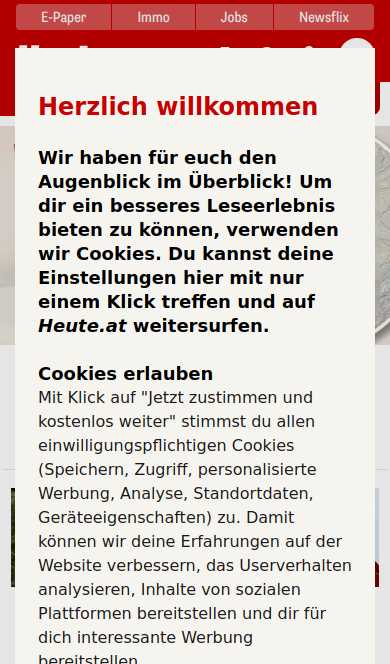 E-Paper
Immo
Jobs
Newsflix
Herzlich willkommen
Wir haben für euch den
Augenblick im Überblick! Um
dir ein besseres Leseerlebnis
bieten zu können, verwenden
wir Cookies. Du kannst deine
Einstellungen hier mit nur
einem Klick treffen und auf
Heute.at weitersurfen.
Cookies erlauben
Mit Klick auf "Jetzt zustimmen und
kostenlos weiter" stimmst du allen
einwilligungspflichtigen Cookies
(Speichern, Zugriff, personalisierte
Werbung, Analyse, Standortdaten,
Geräteeigenschaften) zu. Damit
können wir deine Erfahrungen auf der
Website verbessern, das Userverhalten
analysieren, Inhalte von sozialen
Plattformen bereitstellen und dir für
dich interessante Werbung
bereitstellen.